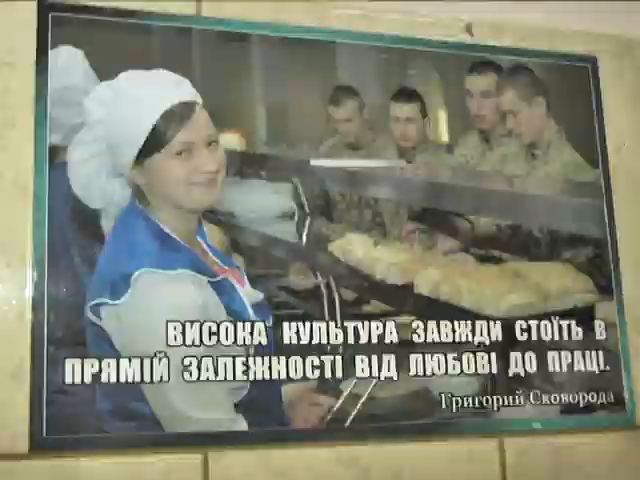 ВИСОКА КУЛЬТУРА ЗАВЖДИ СТОЇТЬ В
ПРЯМІЙ ЗАЛЕЖНОСТІ ВІД ЛЮБОВІ ДО ПРАЦІ.
Григорий Сковорода